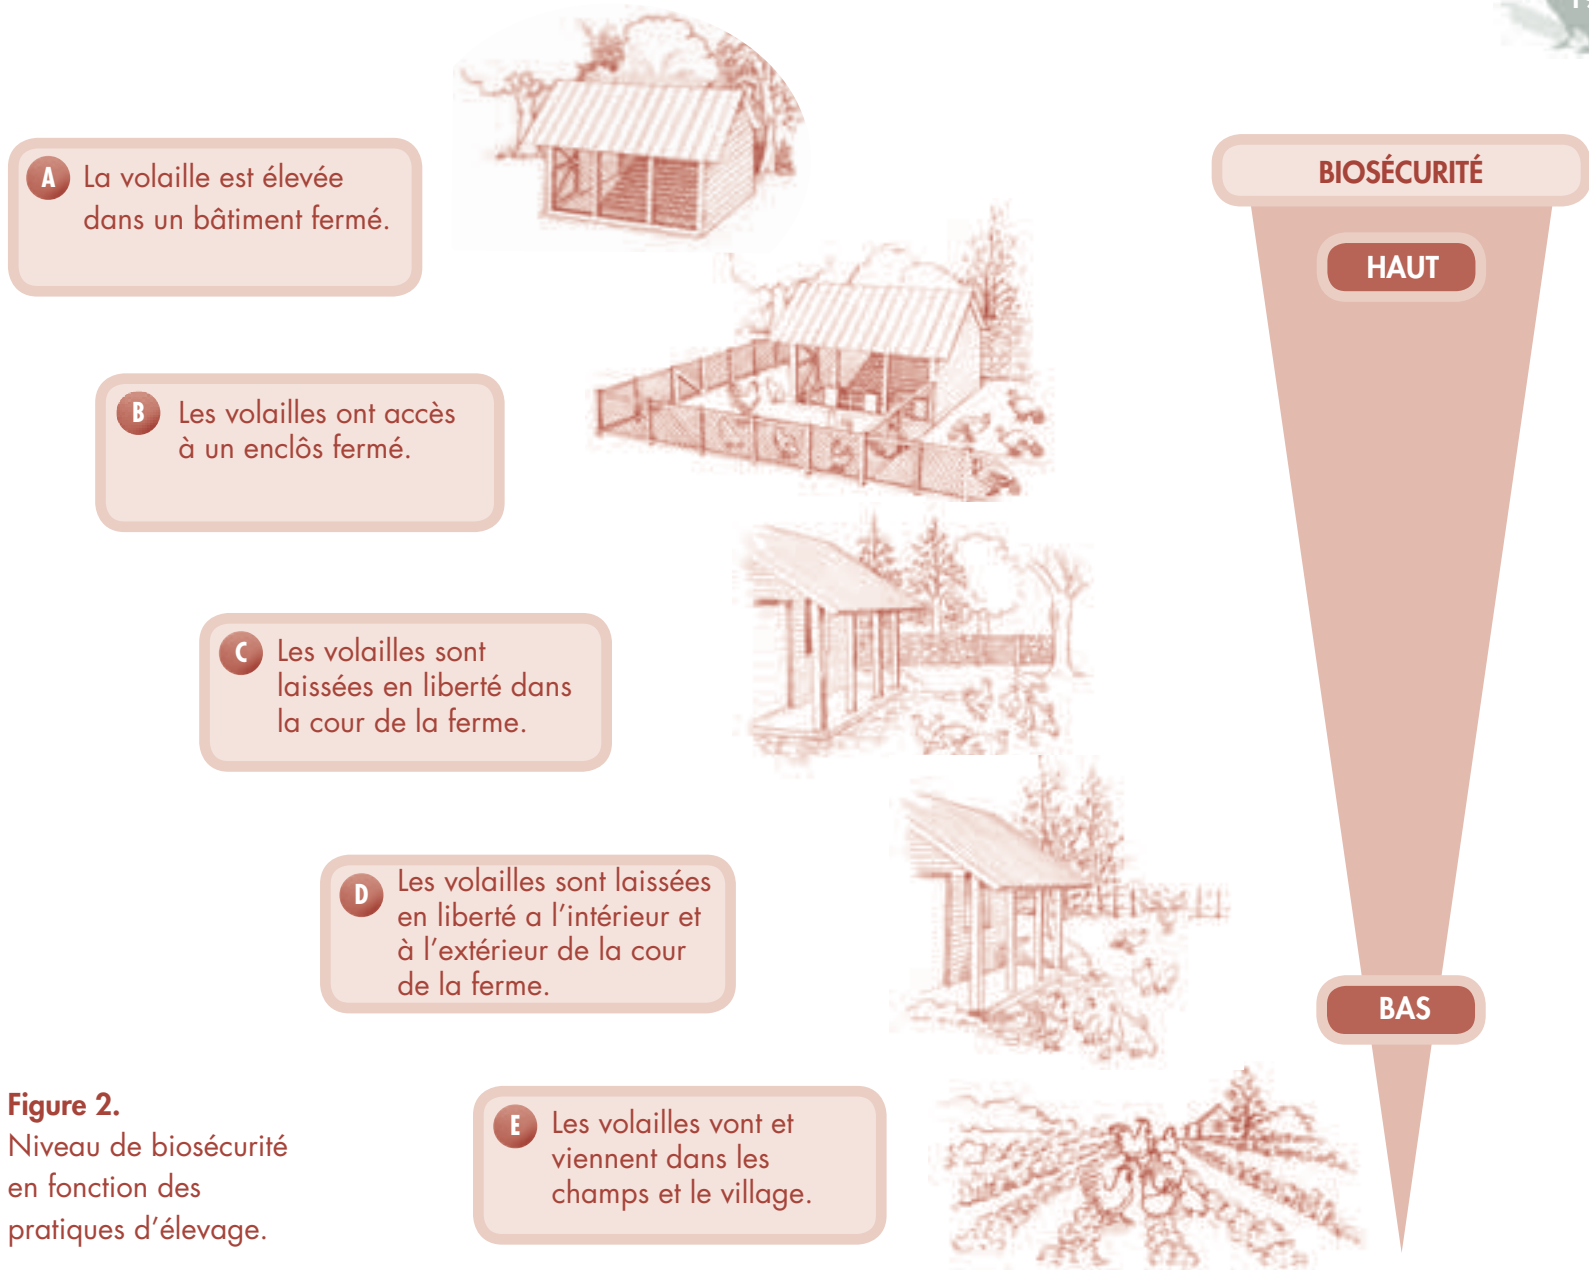 A La volaille est élevée
dans un bâtiment fermé.
B Les volailles ont accès
à un enclôs fermé.
C Les volailles sont
laissées en liberté dans
la cour de la ferme.
D Les volailles sont laissées
en liberté a l'intérieur et
à l'extérieur de la cour
de la ferme.
E Les volailles vont et
viennent dans les
champs et le village.
BIOSÉCURITÉ
HAUT
BAS
Figure 2.
Niveau de biosécurité
en fonction des
pratiques d'élevage.